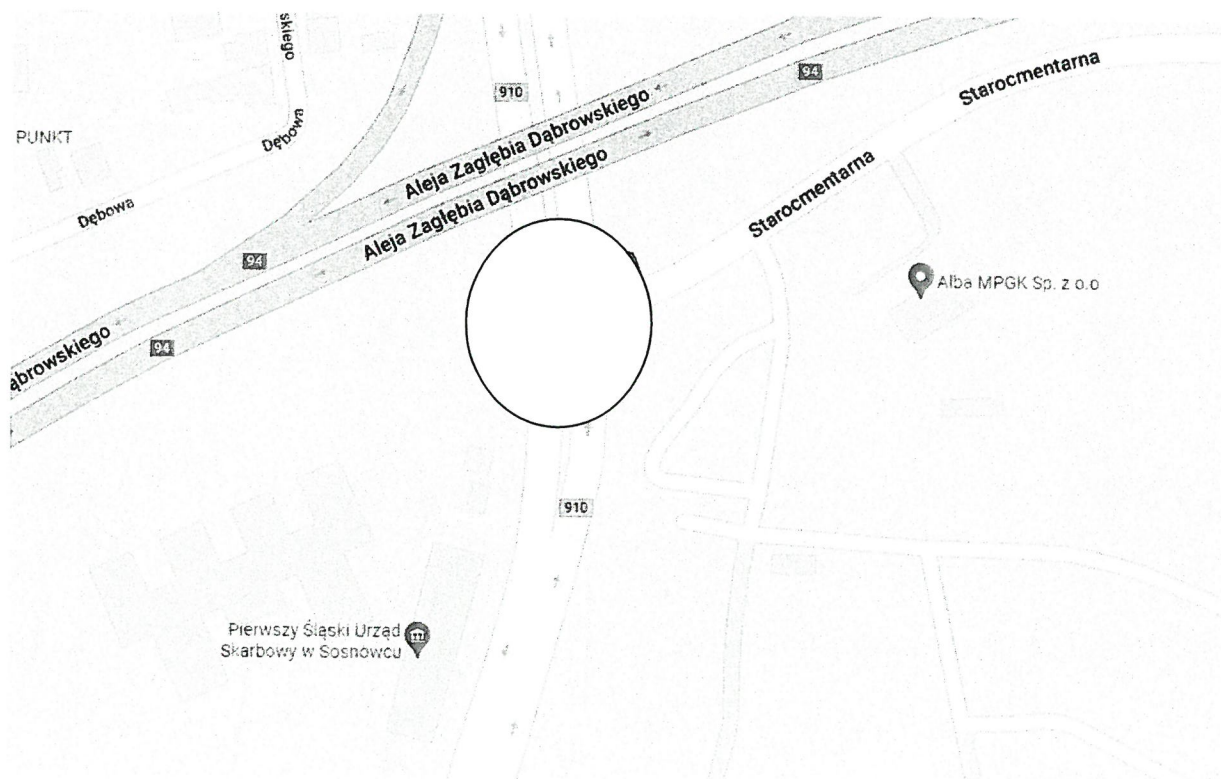 skiego
94
910
Starocmentarna
Aleja Zagłębia Dąbrowskiego
PUNKT
Dębowa
Aleja Zagłębia Dąbrowskiego
Starocmentarna
Dębowa
94
Alba MPGK Sp. z o.o
94
ąbrowskiego
910
Pierwszy Śląski Urząd
Skarbowy w Sosnowcu